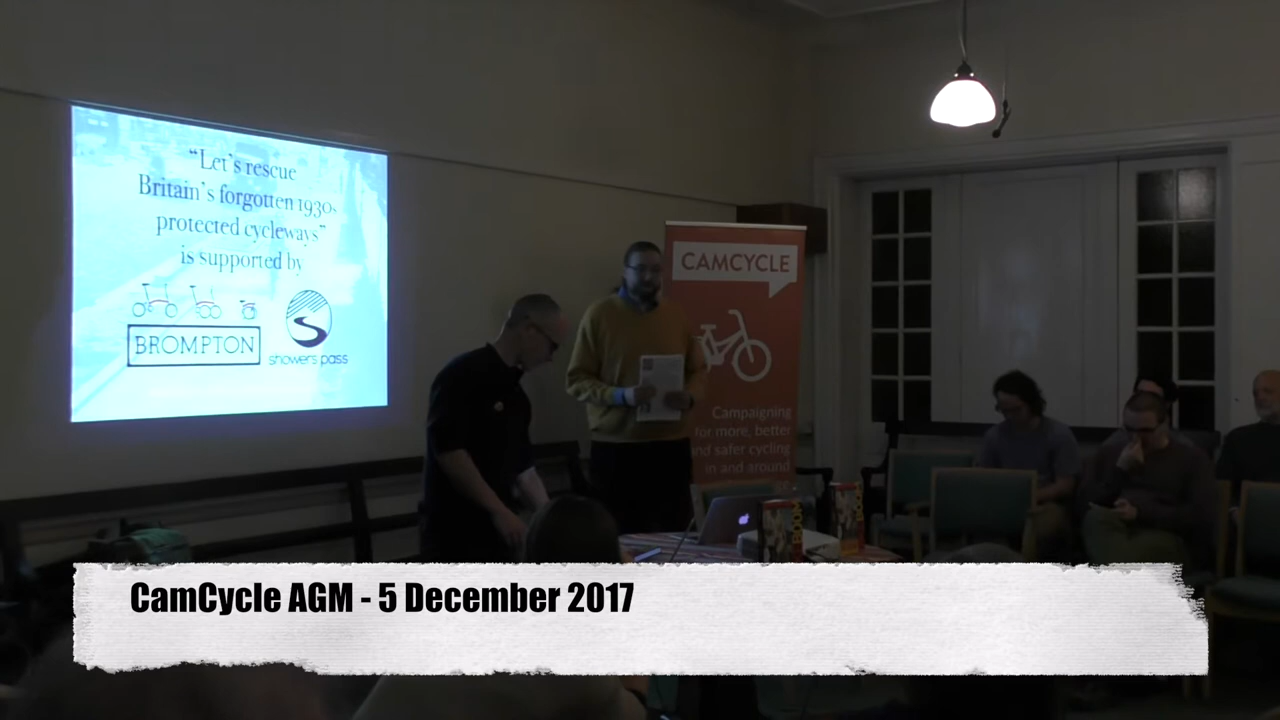 "Let's rescue
Britain's forgotten 1930s
protected cycleways"
is supported by
BROMPTON
showers pass
CAMCYCLE
Campaigning
for more, better
and safer cycling
in and around
BOOM
CamCycle AGM - 5 December 2017